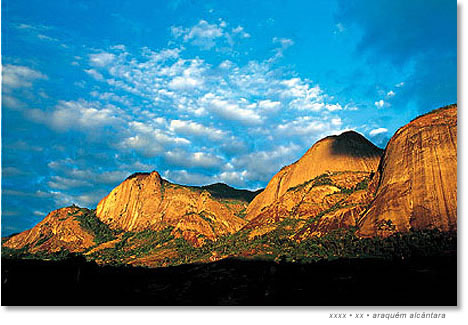 xxxx • xx • araquém alcântara